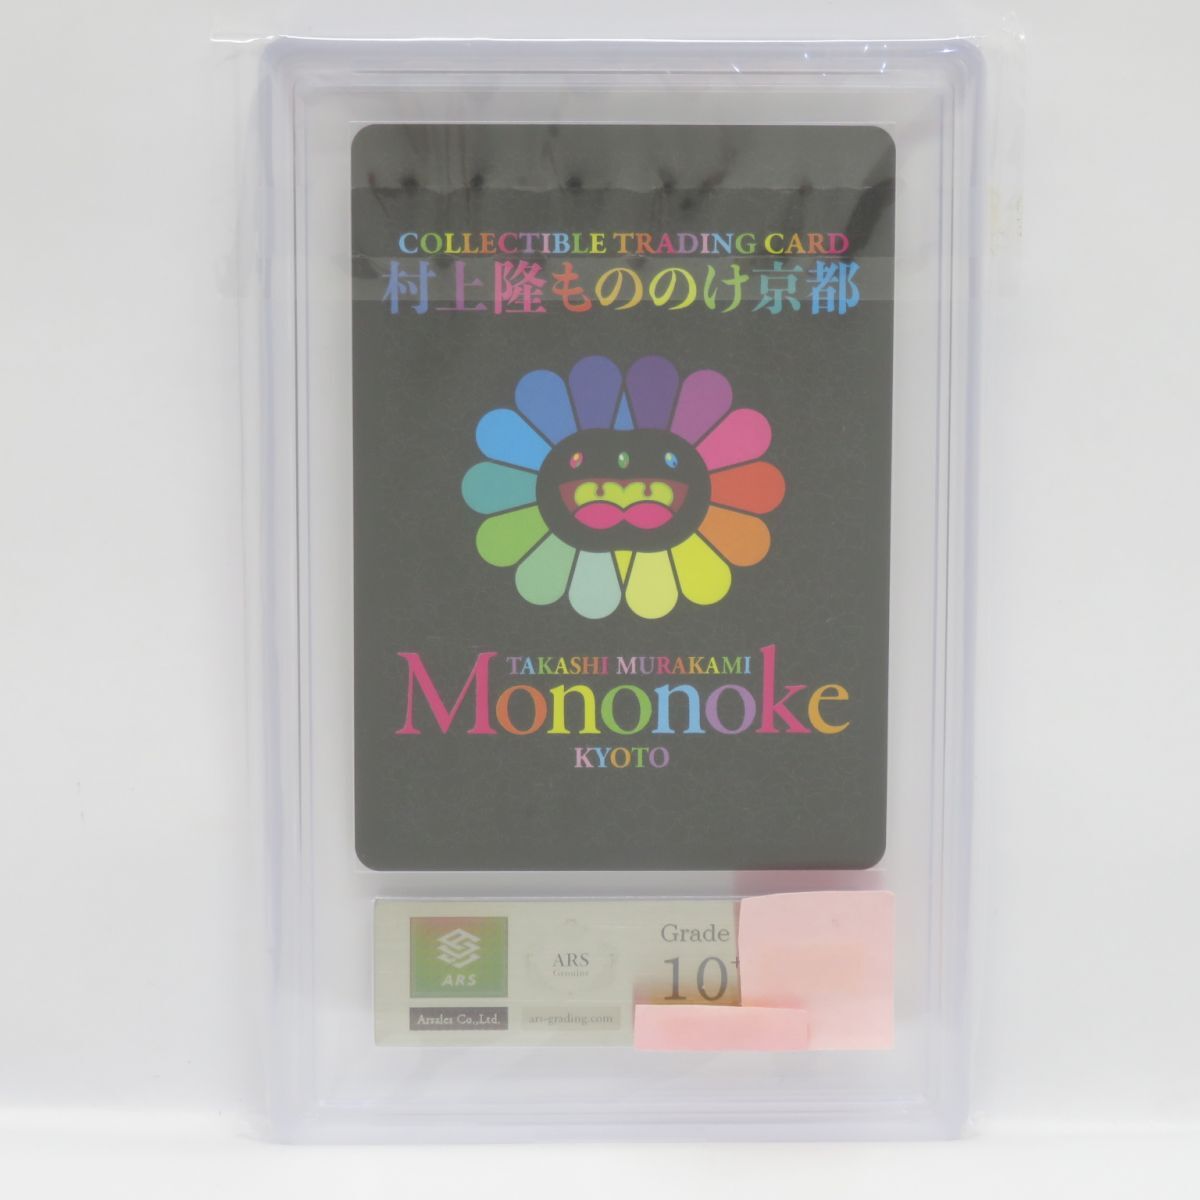 COLLECTIBLE TRADING CARD
村上隆もののけ京都
TAKASHI MURAKAMI
Mononoke
KYOTO
ARS
Arsales Co.,Ltd.
ARS
Genuine
ars-grading.com
Grade
10+